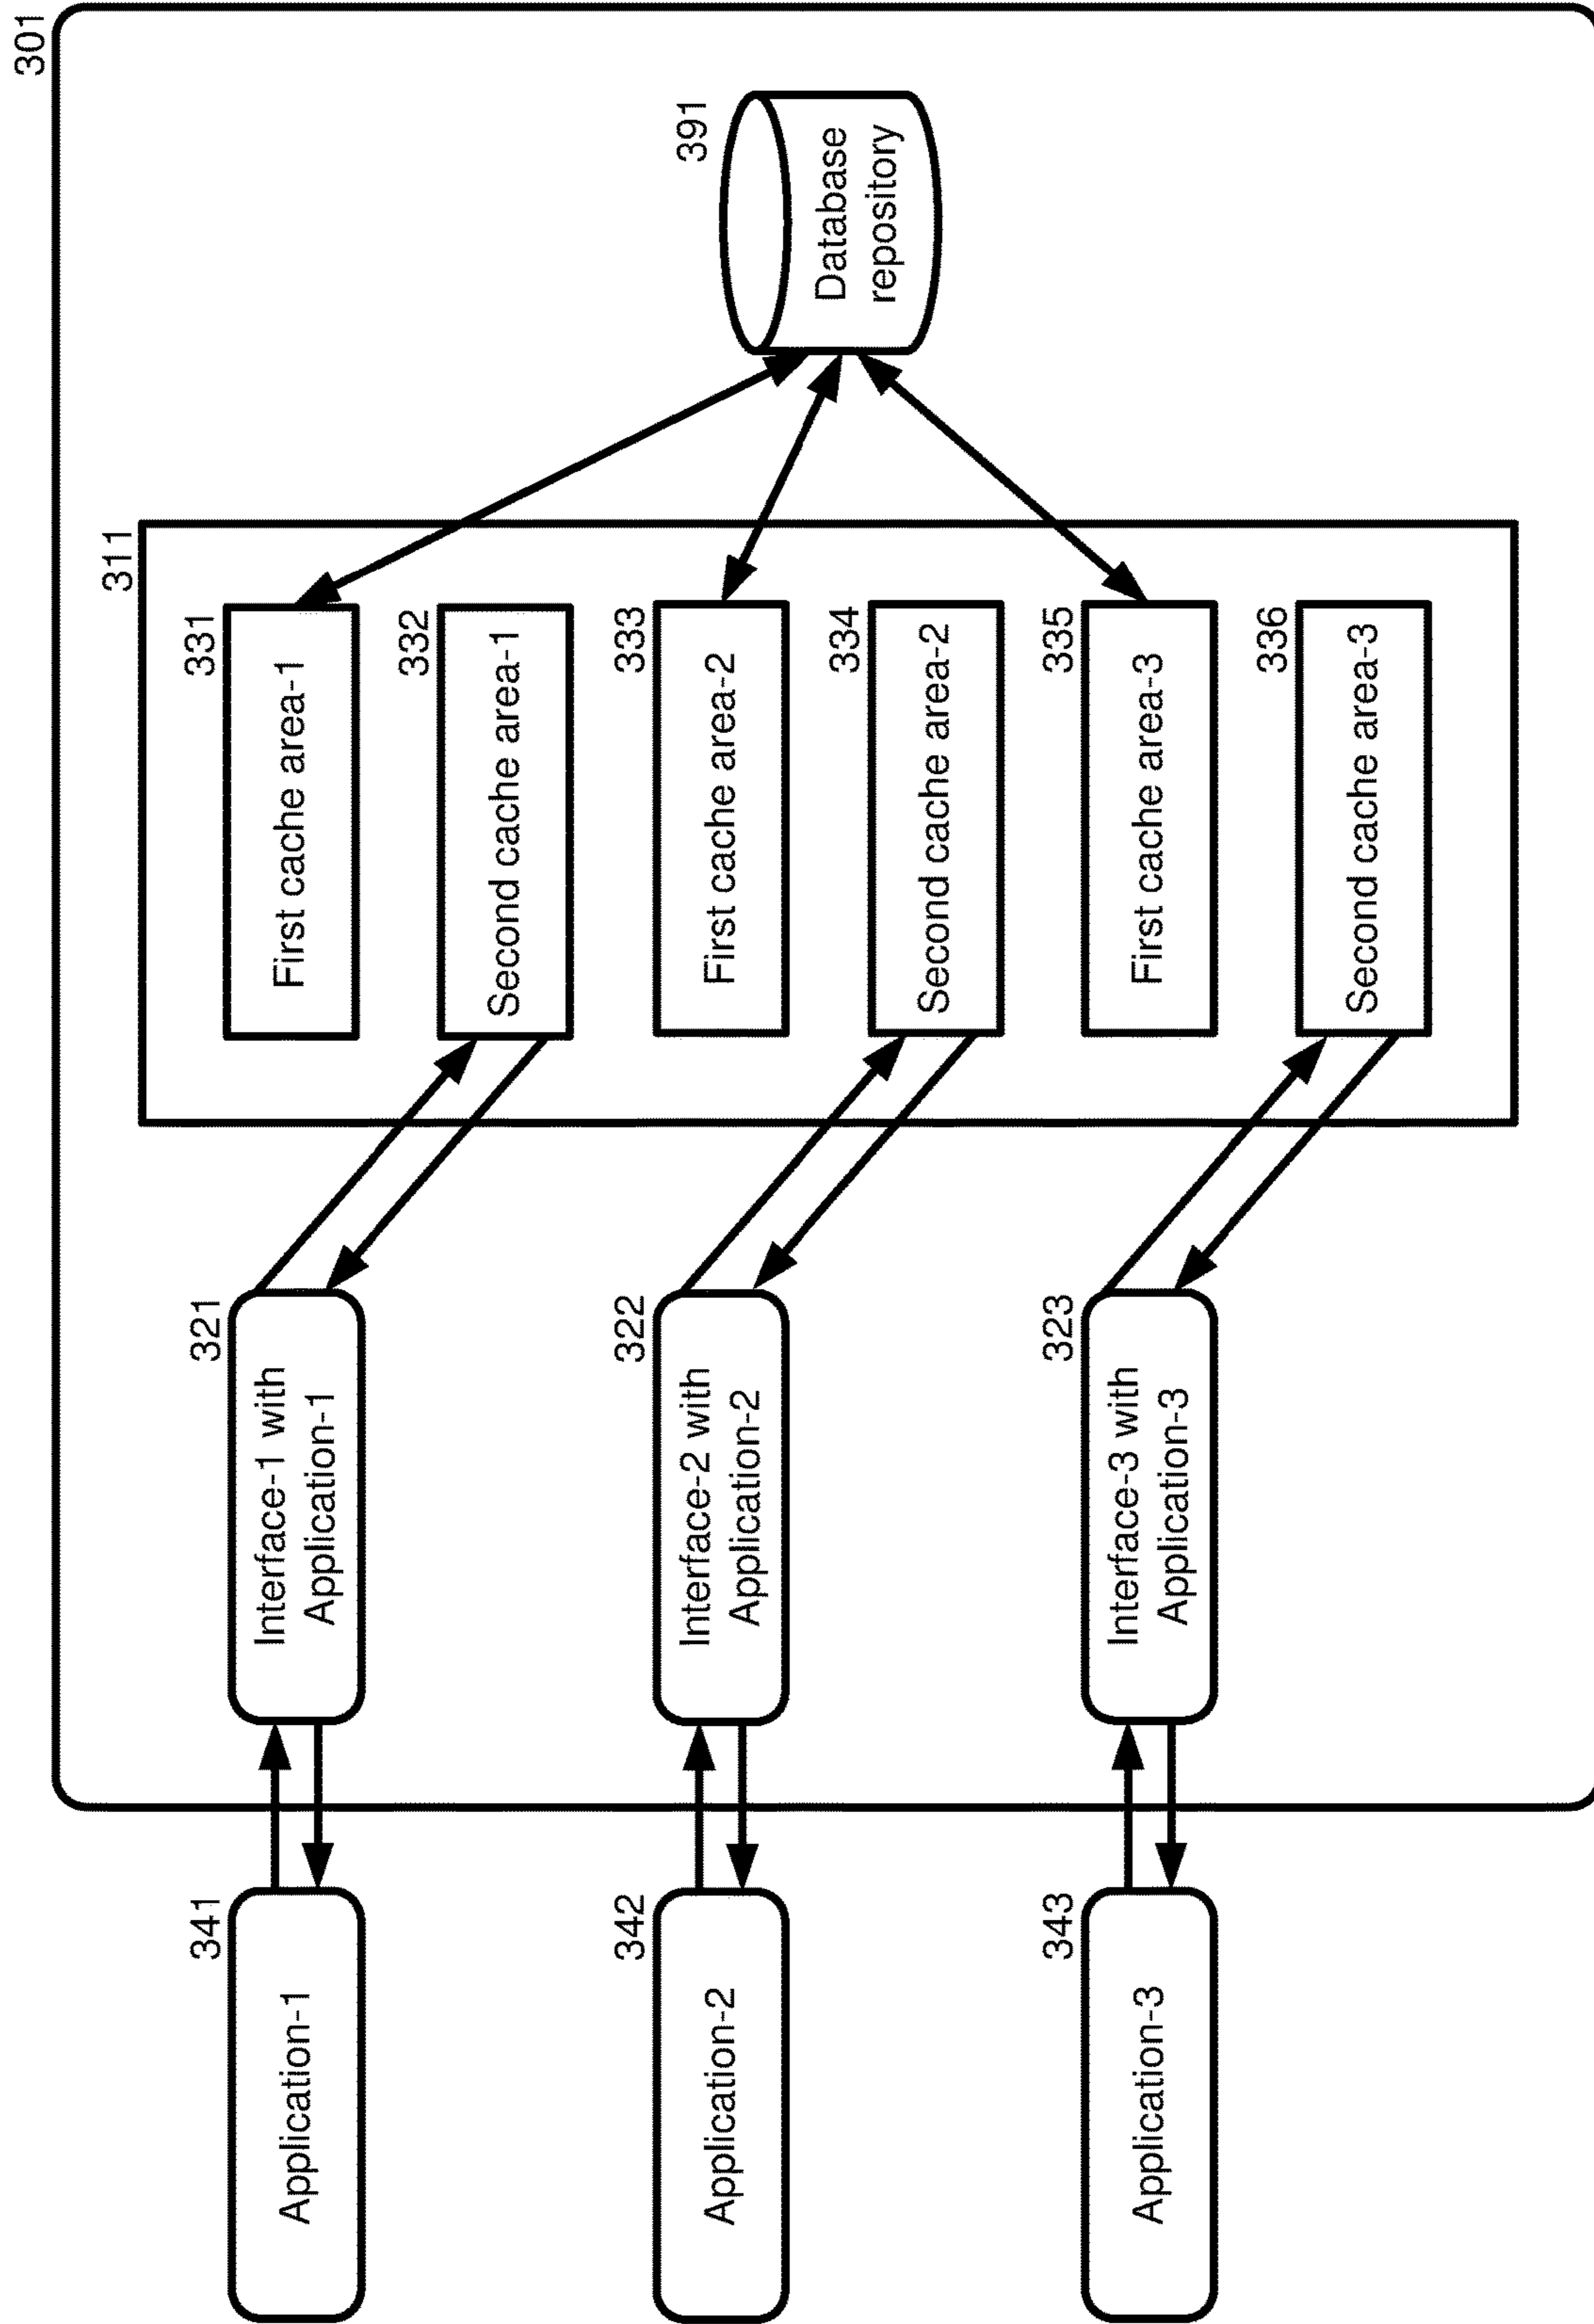 301
311
391
341
Application-1
321
Interface-1 with
Application-1
331
First cache area-1
332
Second cache area-1
342
Application-2
322
Interface-2 with
Application-2
333
First cache area-2
334
Second cache area-2
Database
repository
343
Application-3
323
Interface-3 with
Application-3
335
First cache area-3
336
Second cache area-3